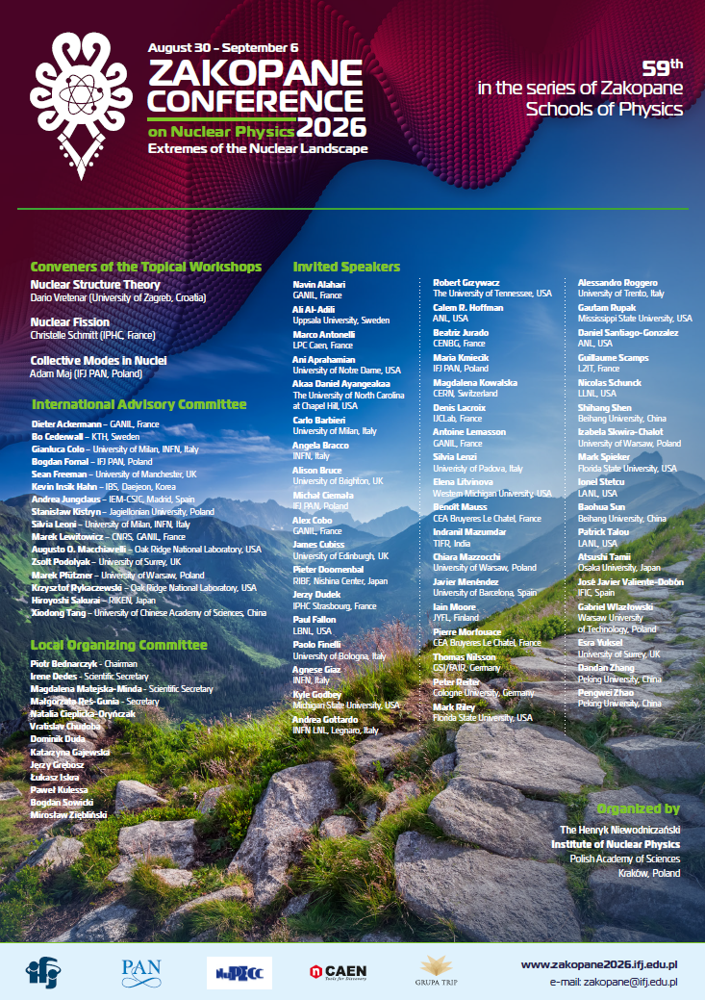 August 30 - September 6
ZAKOPANE
CONFERENCE
on Nuclear Physics 2026
Extremes of the Nuclear Landscape
59th
in the series of Zakopane
Schools of Physics
Conveners of the Topical Workshops
Nuclear Structure Theory
Dario Vretenar (University of Zagreb, Croatia)
Nuclear Fission
Christelle Schmitt (IPHC, France)
Collective Modes in Nuclei
Adam Maj (IFJ PAN, Poland)
International Advisory Committee
Dieter Ackermann – GANIL, France
Bo Cederwall – KTH, Sweden
Gianluca Colo – University of Milan, INFN, Italy
Bogdan Fornal – IFJ PAN, Poland
Sean Freeman – University of Manchester, UK
Kevin Insik Hahn – IBS, Daejeon, Korea
Andrea Jungclaus – IEM-CSIC, Madrid, Spain
Stanisław Kistryn – Jagiellonian University, Poland
Silvia Leoni – University of Milan, INFN, Italy
Marek Lewitowicz – CNRS, GANIL, France
Augusto O. Macchiavelli – Oak Ridge National Laboratory, USA
Zsolt Podolyak – University of Surrey, UK
Marek Pfützner – University of Warsaw, Poland
Krzysztof Rykaczewski – Oak Ridge National Laboratory, USA
Hiroyoshi Sakurai – RIKEN, Japan
Xiodong Tang – University of Chinese Academy of Sciences, China
Local Organizing Committee
Piotr Bednarczyk - Chairman
Irene Dedes - Scientific Secretary
Magdalena Matejska-Minda - Scientific Secretary
Małgorzata Pęś-Gunia - Secretary
Natalia Cieplicka-Oryńczak
Vratislav Chudoba
Dominik Duda
Katarzyna Gajewska
Jerzy Grębosz
Łukasz Iskra
Paweł Kulessa
Bogdan Sowicki
Mirosław Ziębliński
Invited Speakers
Navin Alahari
GANIL, France
Ali Al-Adili
Uppsala University, Sweden
Marco Antonelli
LPC Caen, France
Ani Aprahamian
University of Notre Dame, USA
Akaa Daniel Ayangeakaa
The University of North Carolina
at Chapel Hill, USA
Carlo Barbieri
University of Milan, Italy
Angela Bracco
INFN, Italy
Alison Bruce
University of Brighton, UK
Michał Ciemała
IFJ PAN, Poland
Alex Cobo
GANIL, France
James Cubiss
University of Edinburgh, UK
Pieter Doornenbal
RIBF, Nishina Center, Japan
Jerzy Dudek
IPHC Strasbourg, France
Paul Fallon
LBNL, USA
Paolo Finelli
University of Bologna, Italy
Agnese Giaz
INFN, Italy
Kyle Godbey
Michigan State University, USA
Andrea Gottardo
INFN LNL, Legnaro, Italy
Robert Grzywacz
The University of Tennessee, USA
Calem R. Hoffman
ANL, USA
Beatriz Jurado
CENBG, France
Maria Kmiecik
IFJ PAN, Poland
Magdalena Kowalska
CERN, Switzerland
Denis Lacroix
IJCLab, France
Antoine Lemasson
GANIL, France
Silvia Lenzi
Univeristy of Padova, Italy
Elena Litvinova
Western Michigan University, USA
Benoît Mauss
CEA Bruyeres Le Chatel, France
Indranil Mazumdar
TIFR, India
Chiara Mazzocchi
University of Warsaw, Poland
Javier Menéndez
University of Barcelona, Spain
Iain Moore
JYFL, Finland
Pierre Morfouace
CEA Bruyeres Le Chatel, France
Thomas Nilsson
GSI/FAIR, Germany
Peter Reiter
Cologne University, Germany
Mark Riley
Florida State University, USA
Alessandro Roggero
University of Trento, Italy
Gautam Rupak
Mississippi State University, USA
Daniel Santiago-Gonzalez
ANL, USA
Guillaume Scamps
L2IT, France
Nicolas Schunck
LLNL, USA
Shihang Shen
Beihang University, China
Izabela Skwira-Chalot
University of Warsaw, Poland
Mark Spieker
Florida State University, USA
Ionel Stetcu
LANL, USA
Baohua Sun
Beihang University, China
Patrick Talou
LANL, USA
Atsushi Tamii
Osaka University, Japan
José Javier Valiente-Dobón
IFIC, Spain
Gabriel Wlazłowski
Warsaw University
of Technology, Poland
Esra Yuksel
University of Surrey, UK
Dandan Zhang
Peking University, China
Pengwei Zhao
Peking University, China
Organized by
The Henryk Niewodniczański
Institute of Nuclear Physics
Polish Academy of Sciences
Kraków, Poland
ifj
PAN
NuPECC
CAEN
Tools for Discovery
GRUPA TRIP
www.zakopane2026.ifj.edu.pl
e-mail: zakopane@ifj.edu.pl